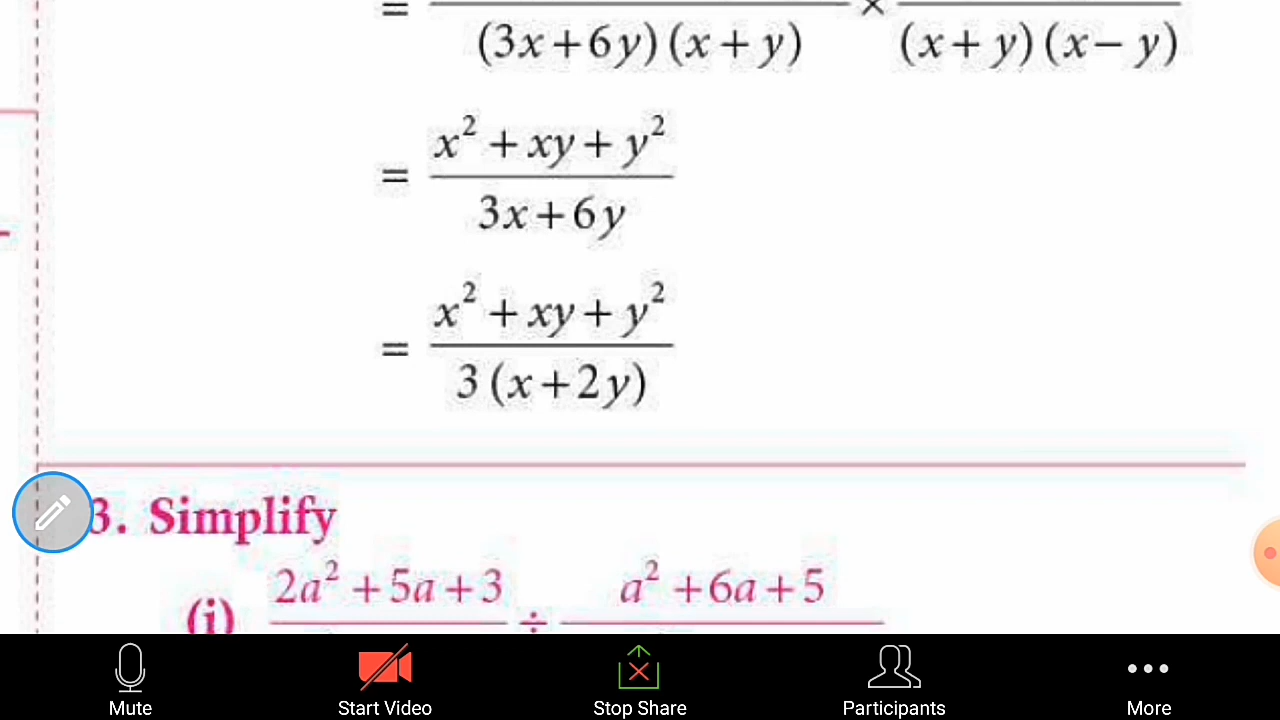 = × 
(3x+6y)(x+y) (x+y)(x−y)
x² + xy + y²
=
3x+6y
x² + xy + y²
=
3(x+2y)
3. Simplify
2a² +5a+3 a² +6a+5
(i) ÷
Mute Start Video Stop Share Participants More